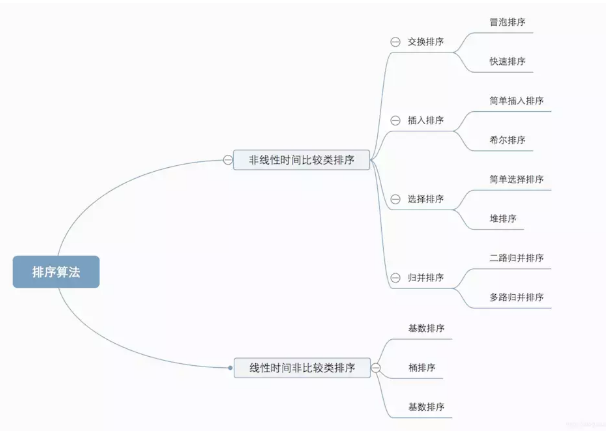 排序算法
非线性时间比较类排序
交换排序
冒泡排序
快速排序
插入排序
简单插入排序
希尔排序
选择排序
简单选择排序
堆排序
归并排序
二路归并排序
多路归并排序
线性时间非比较类排序
基数排序
桶排序
基数排序